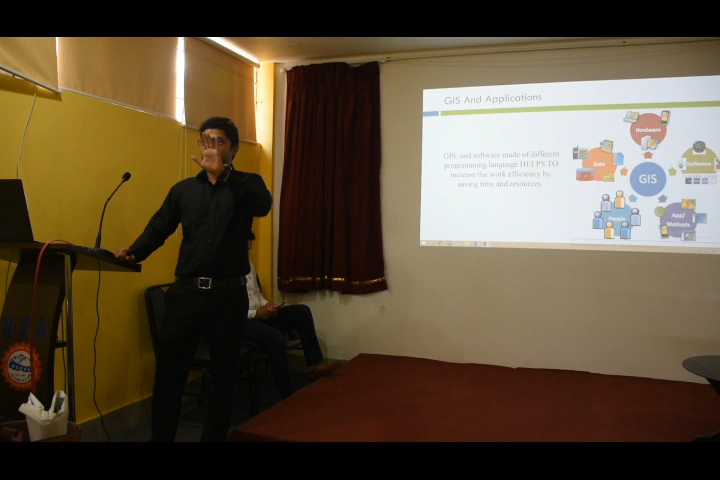 GIS And Applications
GIS, and software made of different
programming language HELPS TO
increase the work efficiency by
saving time and resources
Hardware
Data
Software
GIS
People
App/
Methods